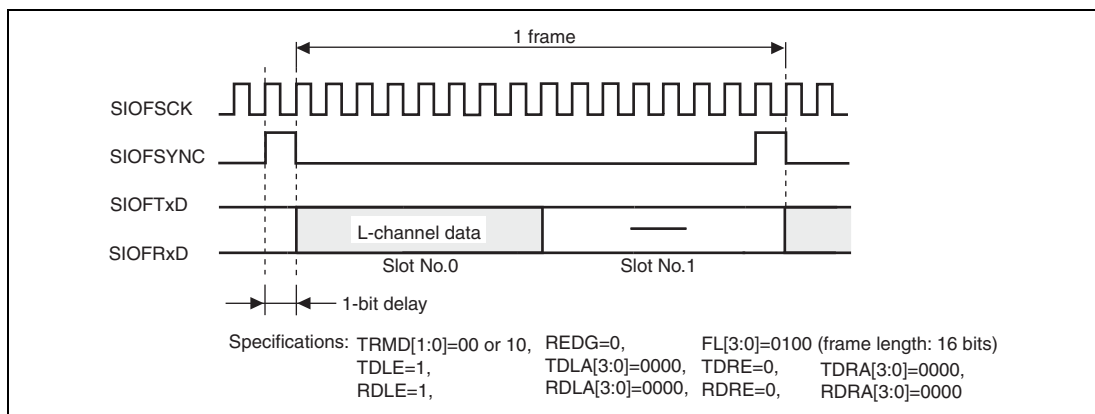 1 frame
SIOFSCK
SIOFSYNC
SIOFTxD
L-channel data
SIOFRxD
Slot No.0 Slot No.1
1-bit delay
Specifications: TRMD[1:0]=00 or 10, REDG=0, FL[3:0]=0100 (frame length: 16 bits)
TDLE=1, TDLA[3:0]=0000, TDRE=0, TDRA[3:0]=0000,
RDLE=1, RDLA[3:0]=0000, RDRE=0, RDRA[3:0]=0000